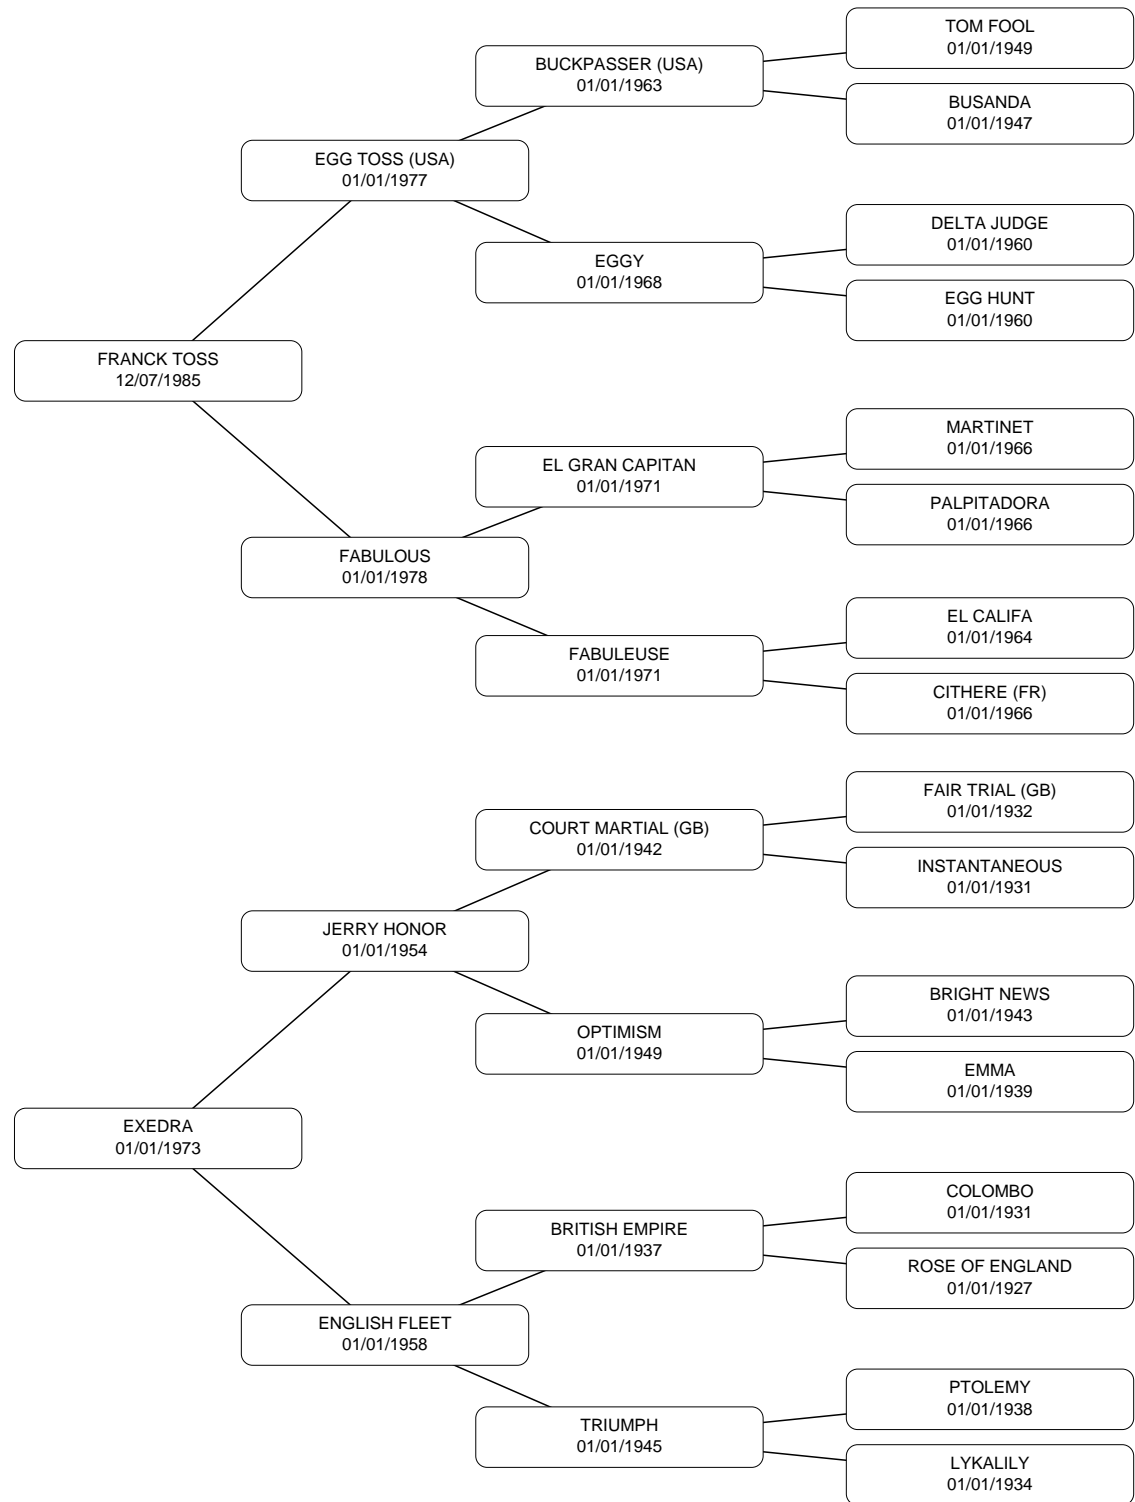 TOM FOOL
01/01/1949
BUCKPASSER (USA)
01/01/1963
BUSANDA
01/01/1947
EGG TOSS (USA)
01/01/1977
DELTA JUDGE
01/01/1960
EGGY
01/01/1968
EGG HUNT
01/01/1960
FRANCK TOSS
12/07/1985
MARTINET
01/01/1966
EL GRAN CAPITAN
01/01/1971
PALPITADORA
01/01/1966
FABULOUS
01/01/1978
EL CALIFA
01/01/1964
FABULEUSE
01/01/1971
CITHERE (FR)
01/01/1966
FAIR TRIAL (GB)
01/01/1932
COURT MARTIAL (GB)
01/01/1942
INSTANTANEOUS
01/01/1931
JERRY HONOR
01/01/1954
BRIGHT NEWS
01/01/1943
OPTIMISM
01/01/1949
EMMA
01/01/1939
EXEDRA
01/01/1973
COLOMBO
01/01/1931
BRITISH EMPIRE
01/01/1937
ROSE OF ENGLAND
01/01/1927
ENGLISH FLEET
01/01/1958
PTOLEMY
01/01/1938
TRIUMPH
01/01/1945
LYKALILY
01/01/1934